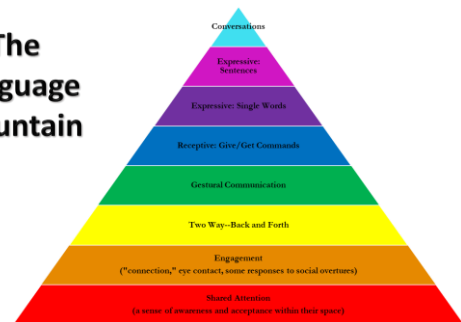 The
guage
untain
Conversations
Expressive:
Sentences
Expressive: Single Words
Receptive: Give/Get Commands
Gestural Communication
Two Way--Back and Forth
Engagement
("connection," eye contact, some responses to social overtures)
Shared Attention
(a sense of awareness and acceptance within their space)